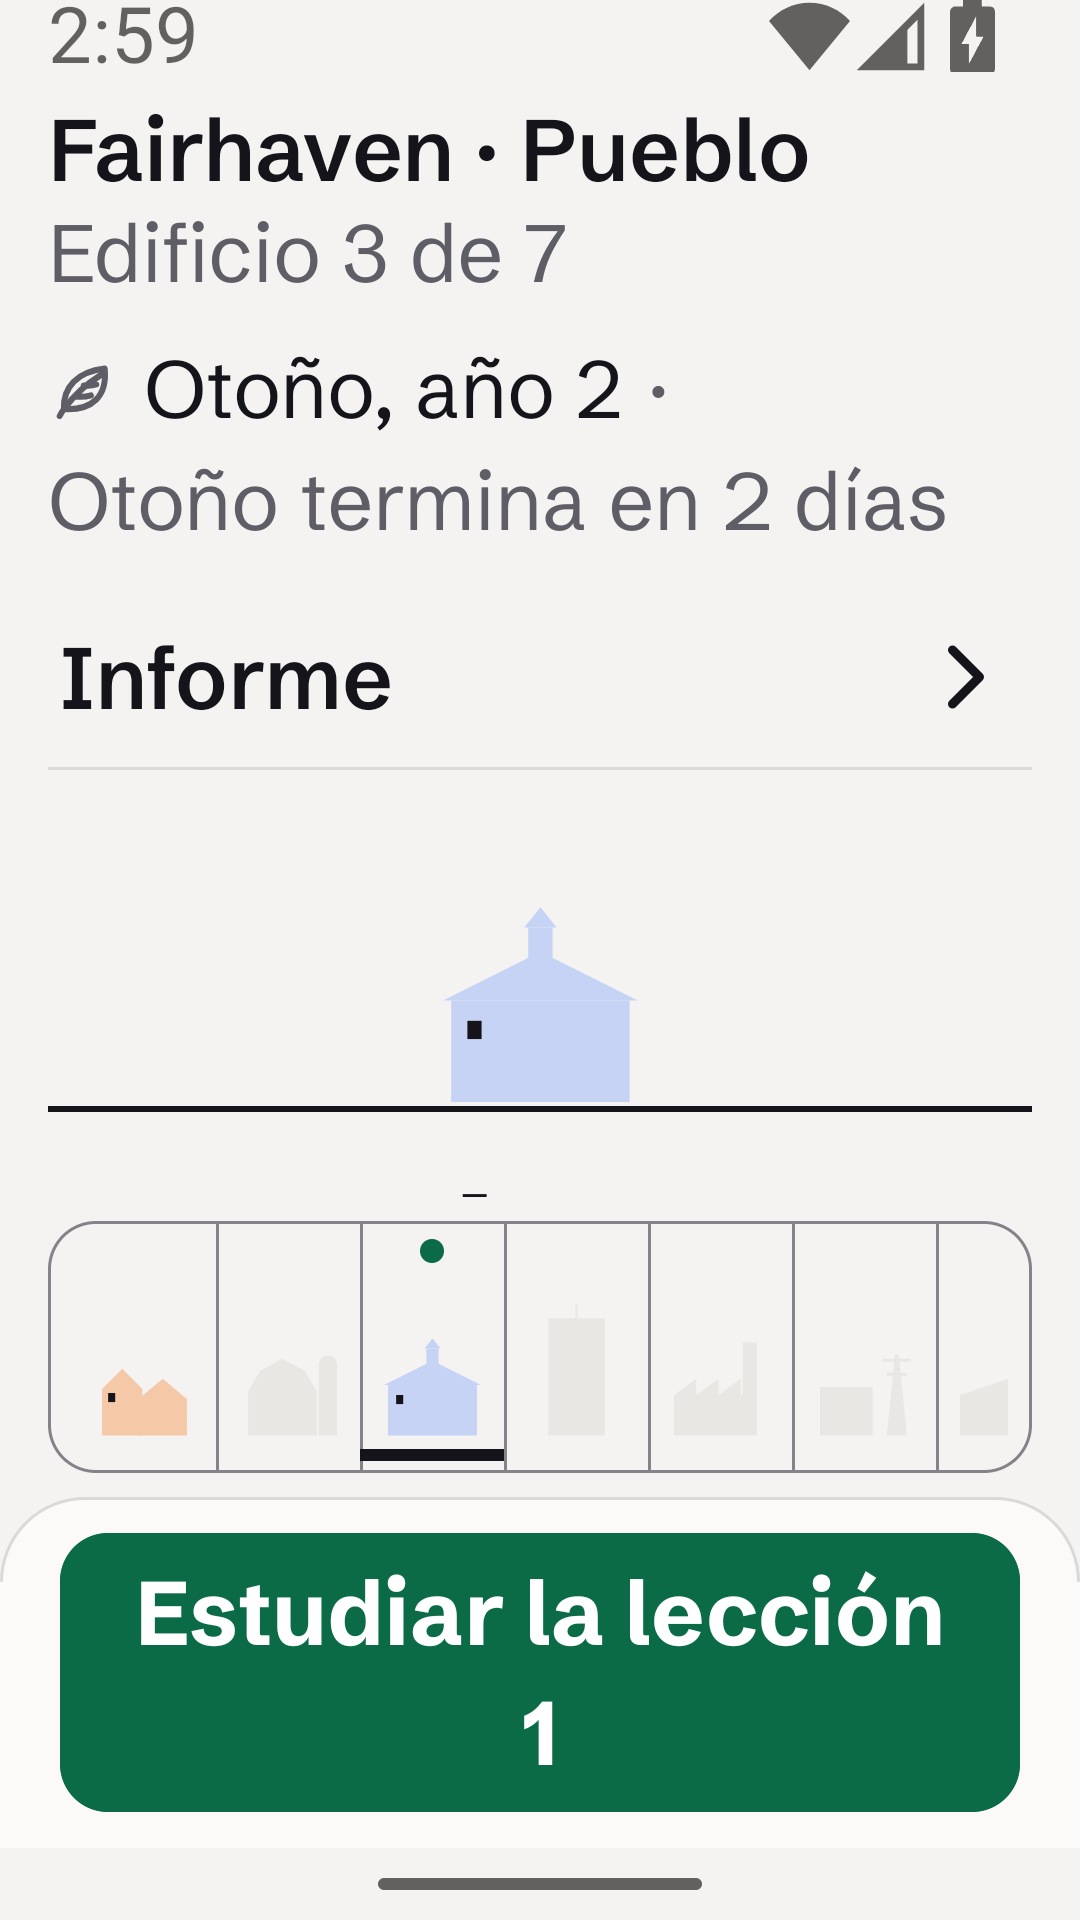 2:59
Fairhaven · Pueblo
Edificio 3 de 7
Otoño, año 2 ·
Otoño termina en 2 días
Informe
Estudiar la lección
1